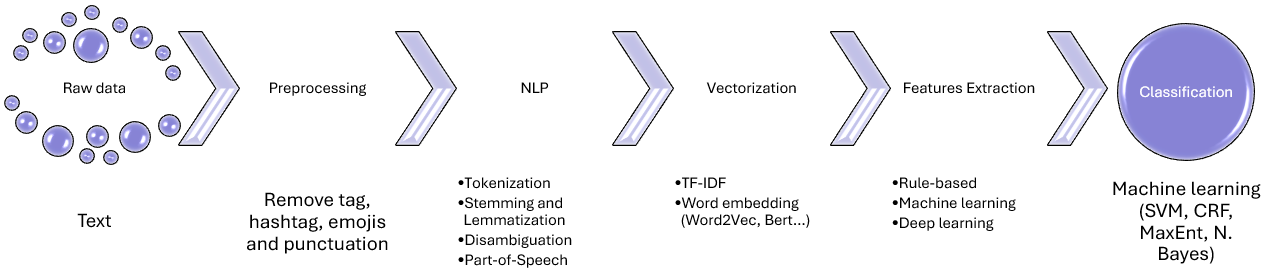 Raw data
Preprocessing
NLP
Vectorization
Features Extraction
Classification
Text
Remove tag,
hashtag, emojis
and punctuation
•Tokenization
•Stemming and
Lemmatization
•Disambiguation
•Part-of-Speech
•TF-IDF
•Word embedding
(Word2Vec, Bert...)
•Rule-based
•Machine learning
•Deep learning
Machine learning
(SVM, CRF,
MaxEnt, N.
Bayes)